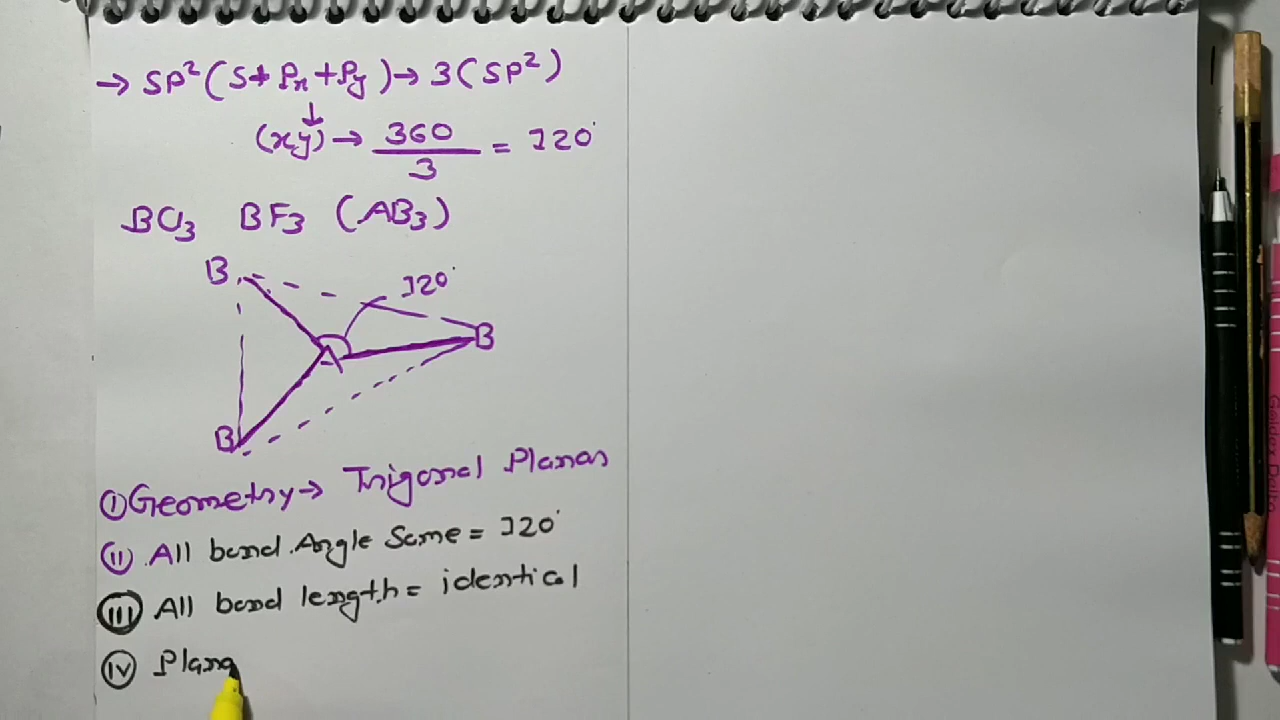 → SP² (S+Px+Py) → 3(SP²)
(xy) → 360/3 = 120°
BCl₃ BF₃ (AB₃)
B
120°
A
B
B
(I) Geometry → Trigonal Planar
(II) All bond Angle Same = 120°
(III) All bond length = identical
(IV) Plana